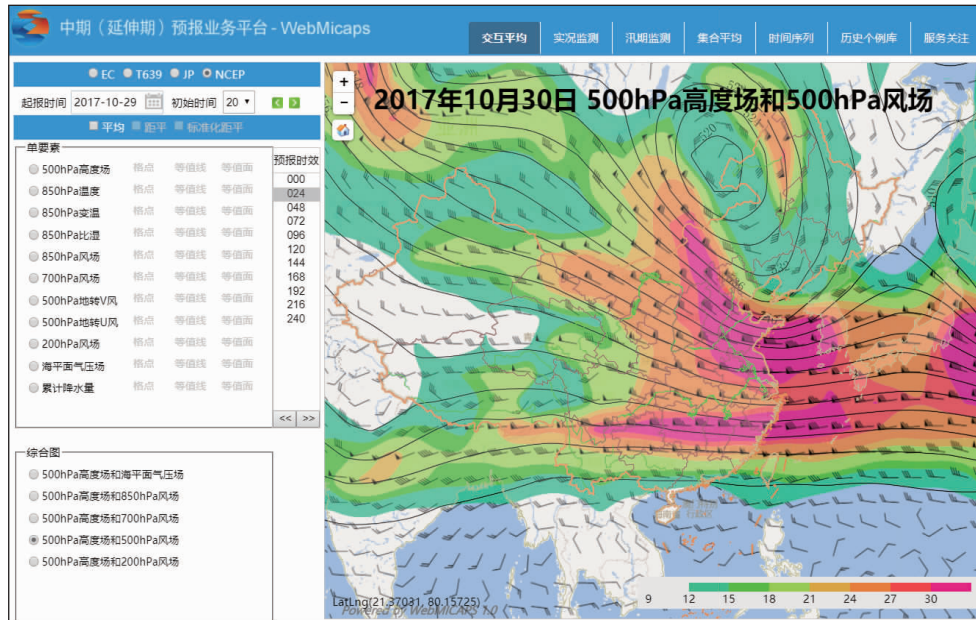 中期（延伸期）预报业务平台 - WebMicaps
交互平均 实况监测 汛期监测 集合平均 时间序列 历史个例库 服务关注
EC T639 JP NCEP
起报时间 2017-10-29 初始时间 20
平均 距平 标准化距平
单要素
500hPa高度场 格点 等值线 等值面
850hPa温度 格点 等值线 等值面
850hPa变温 格点 等值线 等值面
850hPa比湿 格点 等值线 等值面
850hPa风场 格点 等值线 等值面
700hPa风场 格点 等值线 等值面
500hPa地转V风 格点 等值线 等值面
500hPa地转U风 格点 等值线 等值面
200hPa风场 格点 等值线 等值面
海平面气压场 格点 等值线 等值面
累计降水量 格点 等值线 等值面
预报时效
000
024
048
072
096
120
144
168
192
216
240
<< >>
综合图
500hPa高度场和海平面气压场
500hPa高度场和850hPa风场
500hPa高度场和700hPa风场
500hPa高度场和500hPa风场
500hPa高度场和200hPa风场
+
−
2017年10月30日 500hPa高度场和500hPa风场
520
LatLng(21.37031, 80.15725)
Powered by WebMICAPS 1.0
9 12 15 18 21 24 27 30